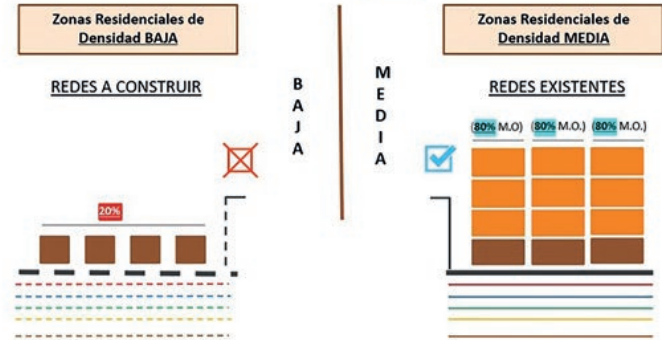 Zonas Residenciales de
Densidad BAJA
REDES A CONSTRUIR
20%
B
A
J
A
M
E
D
I
A
Zonas Residenciales de
Densidad MEDIA
REDES EXISTENTES
(80% M.O) (80% M.O.) (80% M.O.)